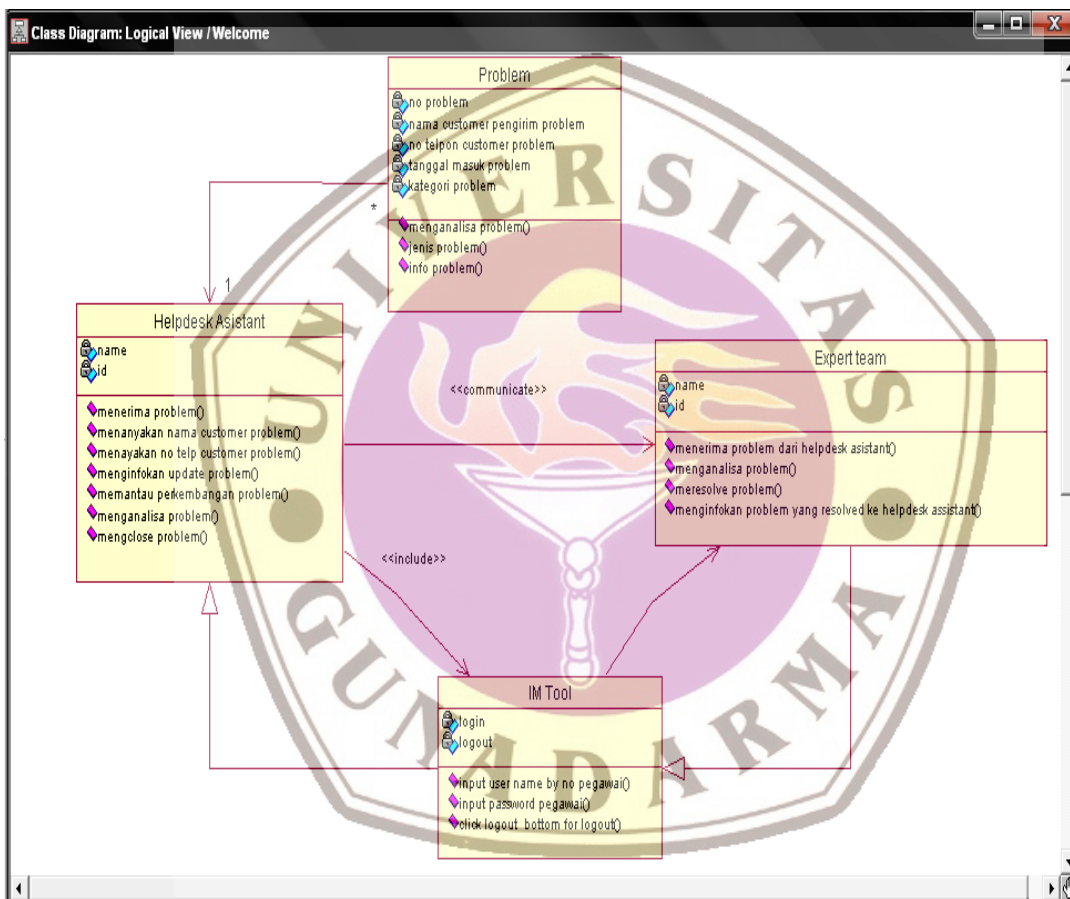 Class Diagram: Logical View / Welcome
Problem
no problem
nama customer pengirim problem
no telpon customer problem
tanggal masuk problem
kategori problem
menganalisa problem()
jenis problem()
info problem()
*
1
Helpdesk Asistant
name
id
menerima problem()
menanyakan nama customer problem()
menayakan no telp customer problem()
menginfokan update problem()
memantau perkembangan problem()
menganalisa problem()
mengclose problem()
<<communicate>>
Expert team
name
id
menerima problem dari helpdesk asistant()
menganalisa problem()
meresolve problem()
menginfokan problem yang resolved ke helpdesk assistant()
<<include>>
IM Tool
login
logout
input user name by no pegawai()
input password pegawai()
click logout bottom for logout()
UNIVERSITAS
GUNADARMA